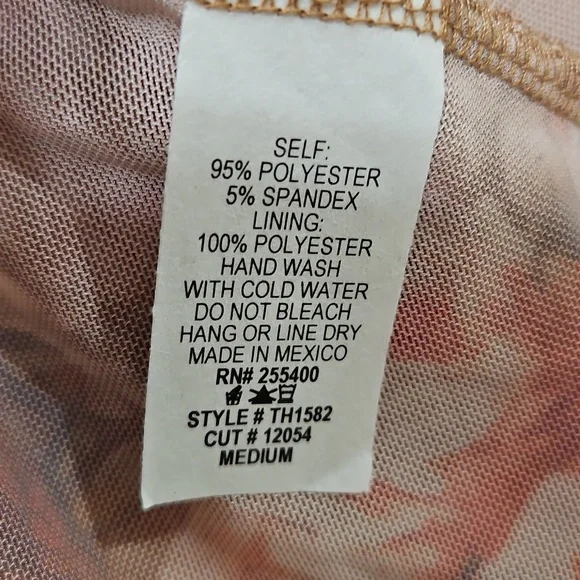 SELF:
95% POLYESTER
5% SPANDEX
LINING:
100% POLYESTER
HAND WASH
WITH COLD WATER
DO NOT BLEACH
HANG OR LINE DRY
MADE IN MEXICO
RN# 255400
STYLE # TH1582
CUT # 12054
MEDIUM